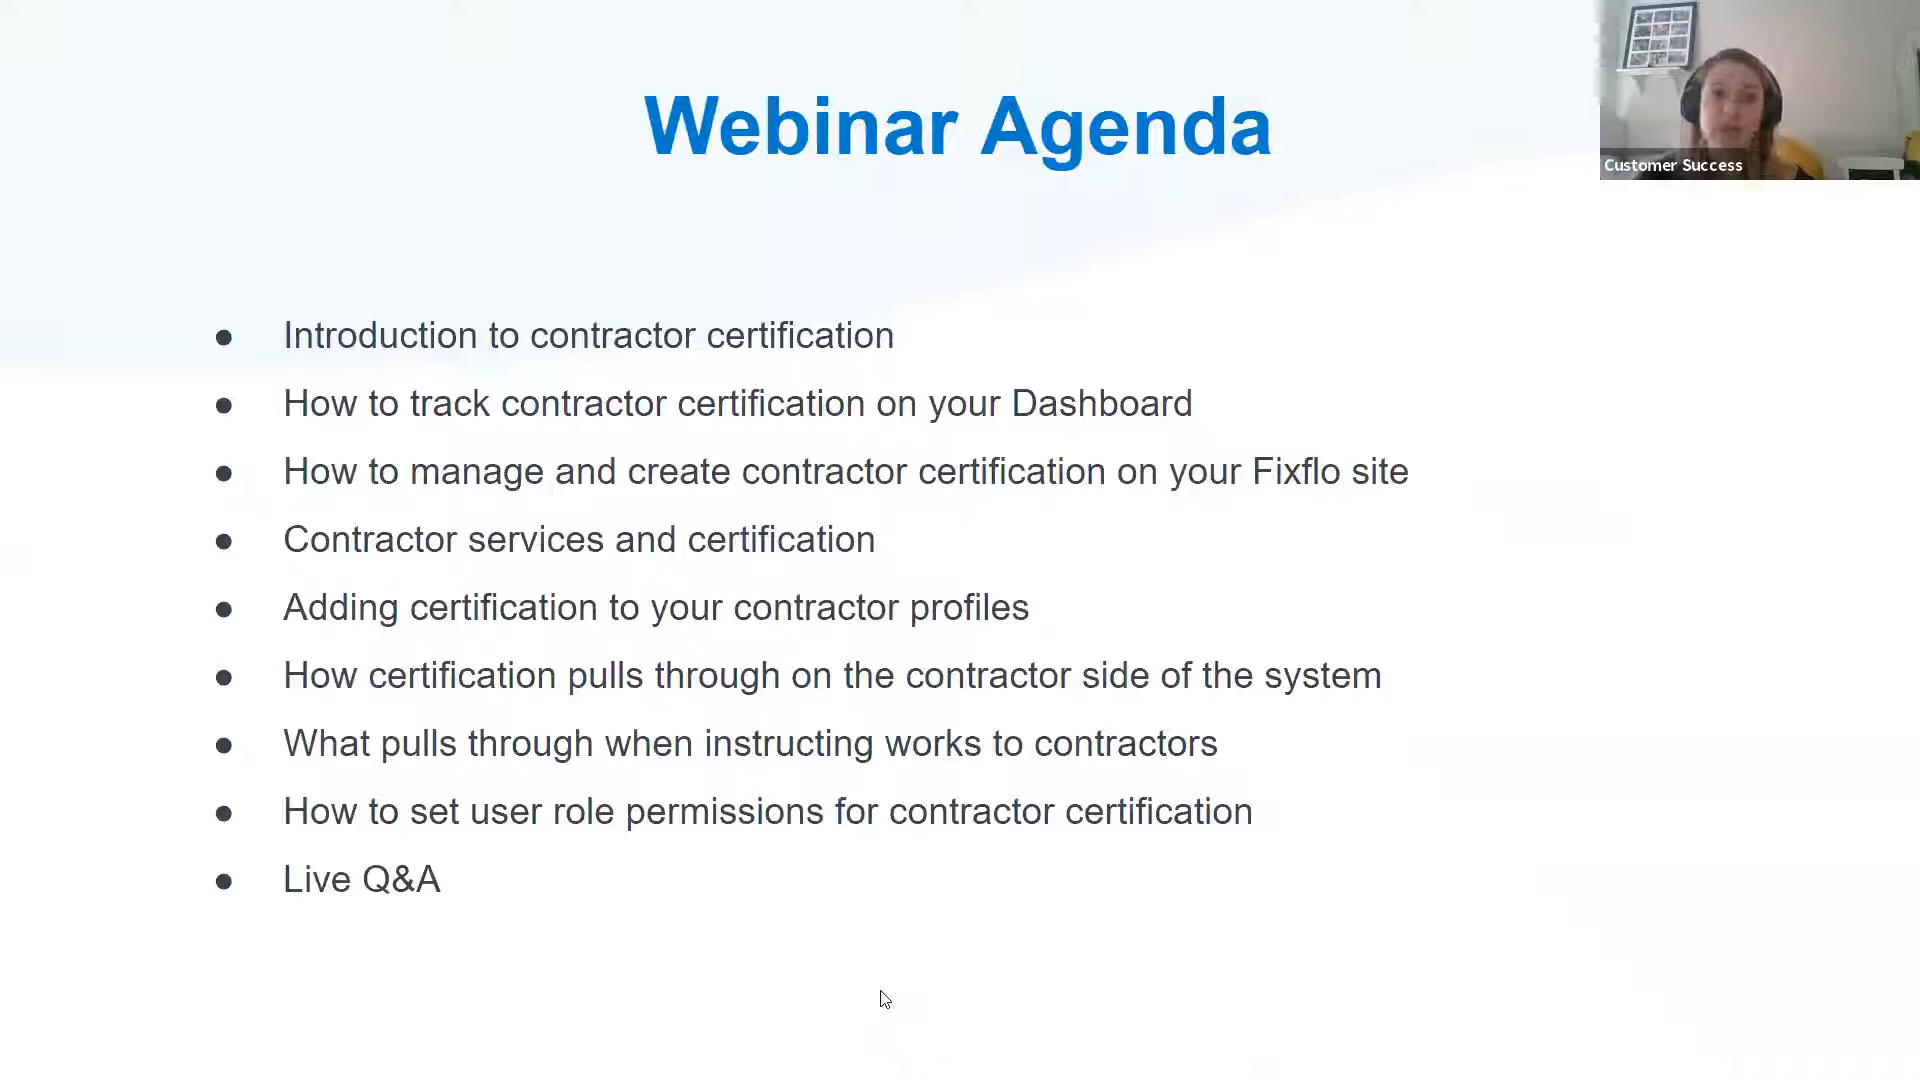 Webinar Agenda
Customer Success
● Introduction to contractor certification
● How to track contractor certification on your Dashboard
● How to manage and create contractor certification on your Fixflo site
● Contractor services and certification
● Adding certification to your contractor profiles
● How certification pulls through on the contractor side of the system
● What pulls through when instructing works to contractors
● How to set user role permissions for contractor certification
● Live Q&A